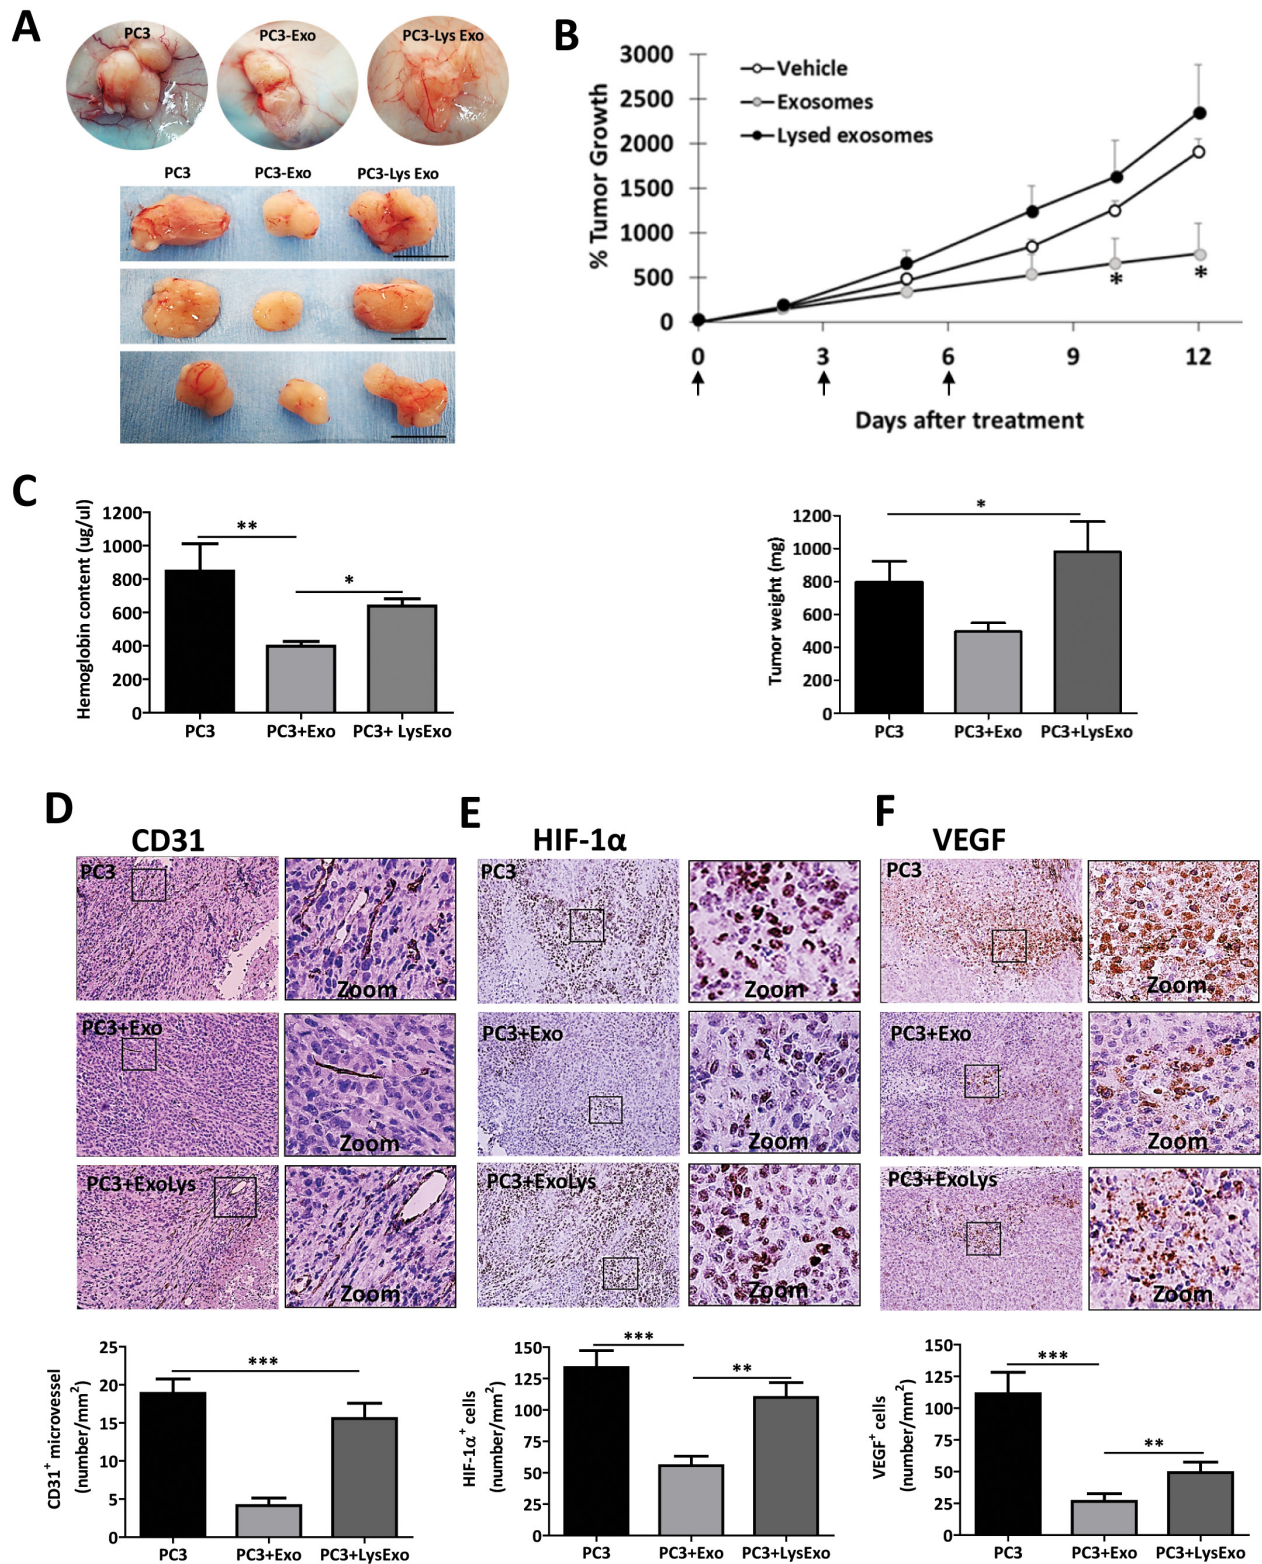 A
PC3
PC3-Exo
PC3-Lys Exo
PC3
PC3-Exo
PC3-Lys Exo
B
% Tumor Growth
3000
2500
2000
1500
1000
500
0
Vehicle
Exosomes
Lysed exosomes
*
*
0
3
6
9
12
Days after treatment
C
Hemoglobin content (ug/ul)
1200
1000
800
600
400
200
0
**
*
PC3
PC3+Exo
PC3+ LysExo
Tumor weight (mg)
1200
1000
800
600
400
200
0
*
PC3
PC3+Exo
PC3+LysExo
D
CD31
PC3
Zoom
PC3+Exo
Zoom
PC3+ExoLys
Zoom
CD31+ microvessel
(number/mm2)
25
20
15
10
5
0
***
PC3
PC3+Exo
PC3+LysExo
E
HIF-1α
PC3
Zoom
PC3+Exo
Zoom
PC3+ExoLys
Zoom
HIF-1α+ cells
(number/mm2)
150
125
100
75
50
25
0
***
**
PC3
PC3+Exo
PC3+LysExo
F
VEGF
PC3
Zoom
PC3+Exo
Zoom
PC3+ExoLys
Zoom
VEGF+ cells
(number/mm2)
150
125
100
75
50
25
0
***
**
PC3
PC3+Exo
PC3+LysExo